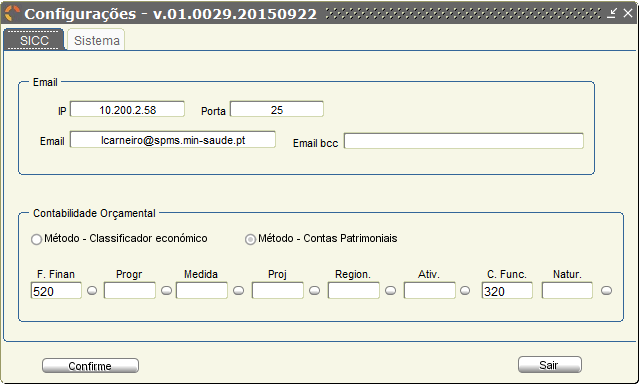 Configurações - v.01.0029.20150922
SICC Sistema
Email
IP 10.200.2.58 Porta 25
Email lcarneiro@spms.min-saude.pt Email bcc
Contabilidade Orçamental
Método - Classificador económico Método - Contas Patrimoniais
F. Finan Progr Medida Proj Region. Ativ. C. Func. Natur.
520 320
Confirme Sair